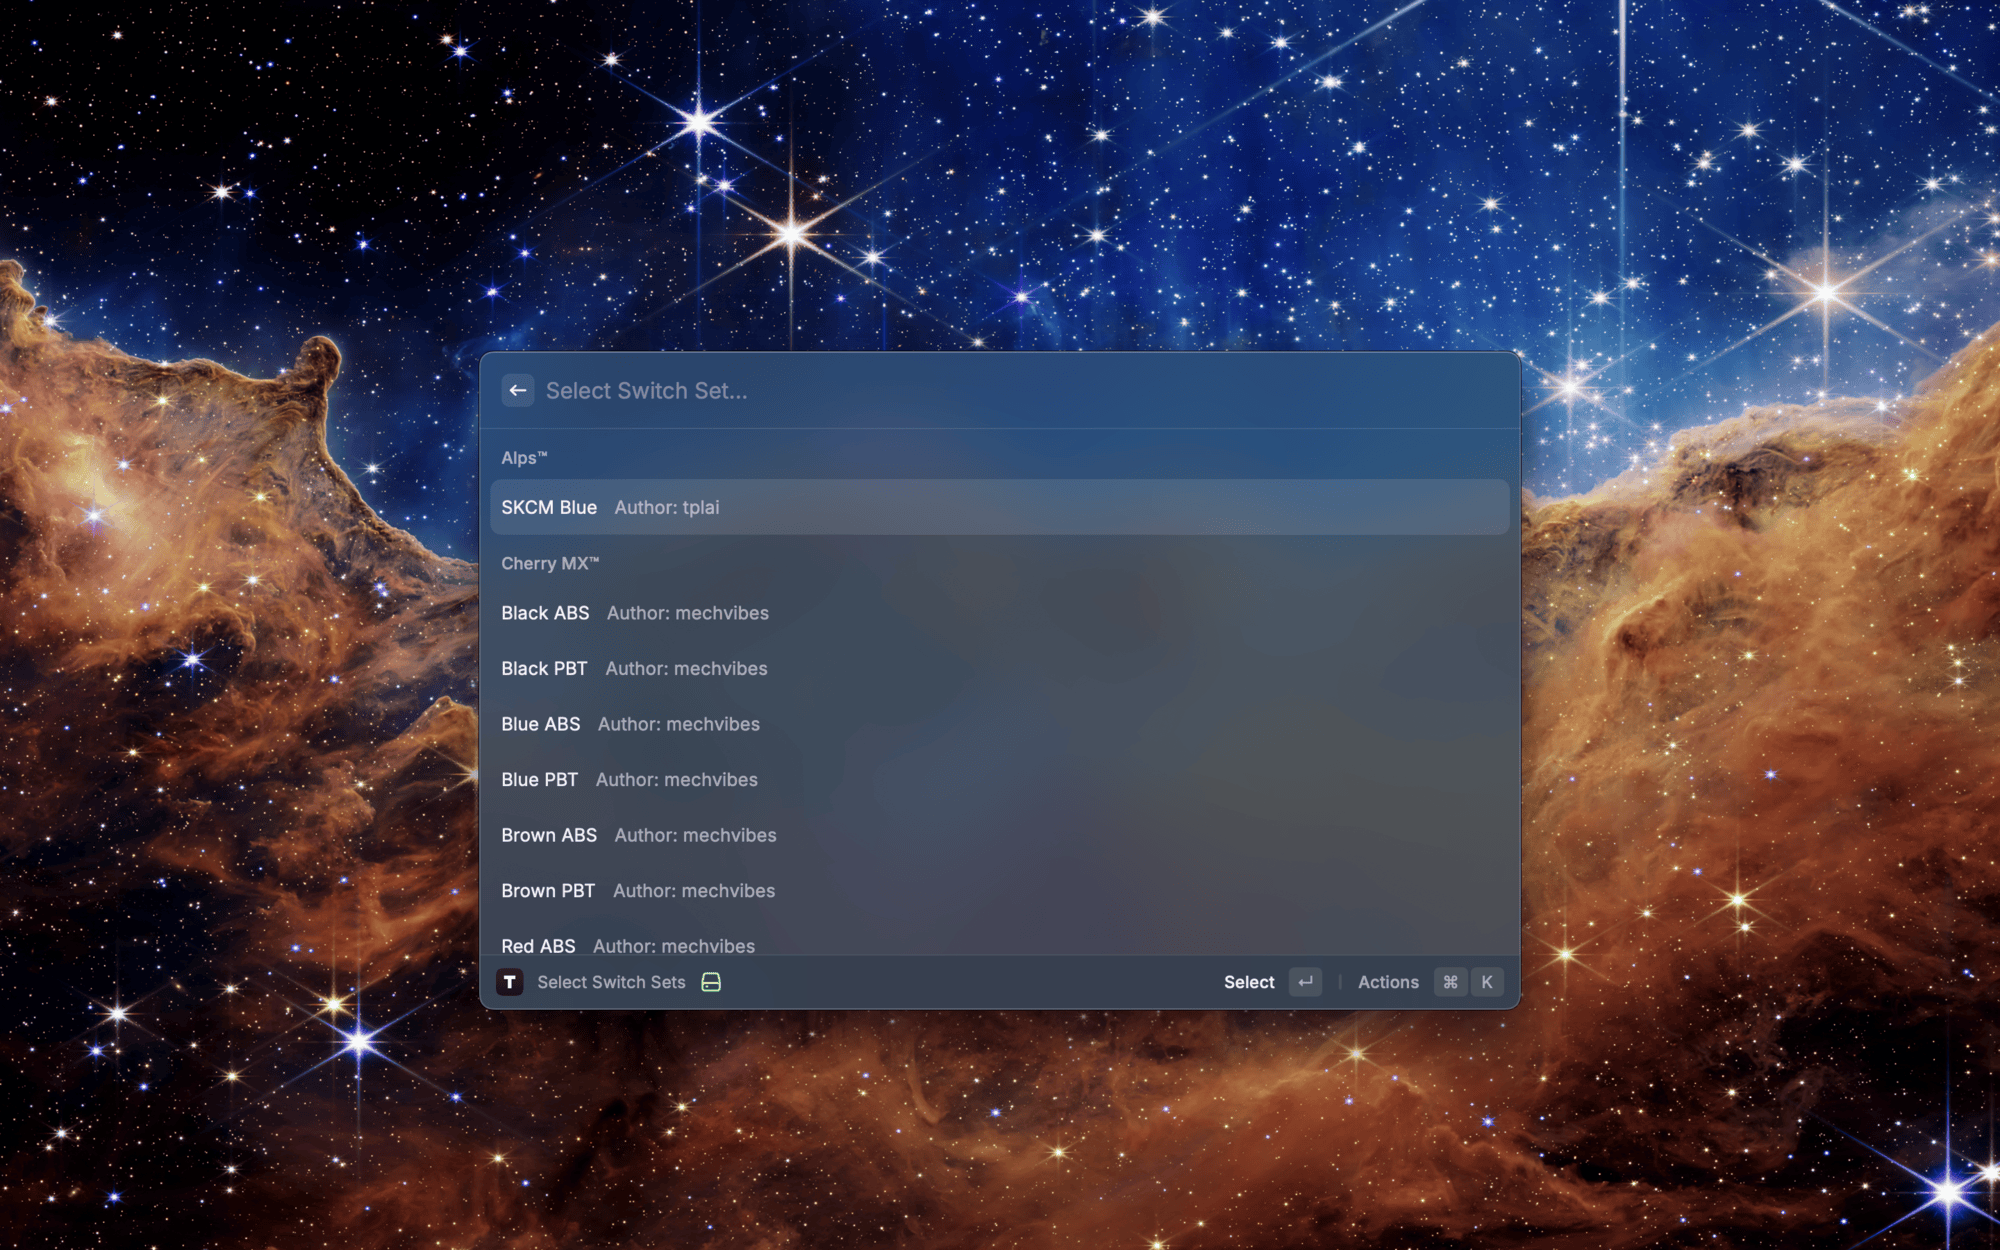 Select Switch Set...
Alps™
SKCM Blue Author: tplai
Cherry MX™
Black ABS Author: mechvibes
Black PBT Author: mechvibes
Blue ABS Author: mechvibes
Blue PBT Author: mechvibes
Brown ABS Author: mechvibes
Brown PBT Author: mechvibes
Red ABS Author: mechvibes
T Select Switch Sets Select ↵ Actions ⌘ K